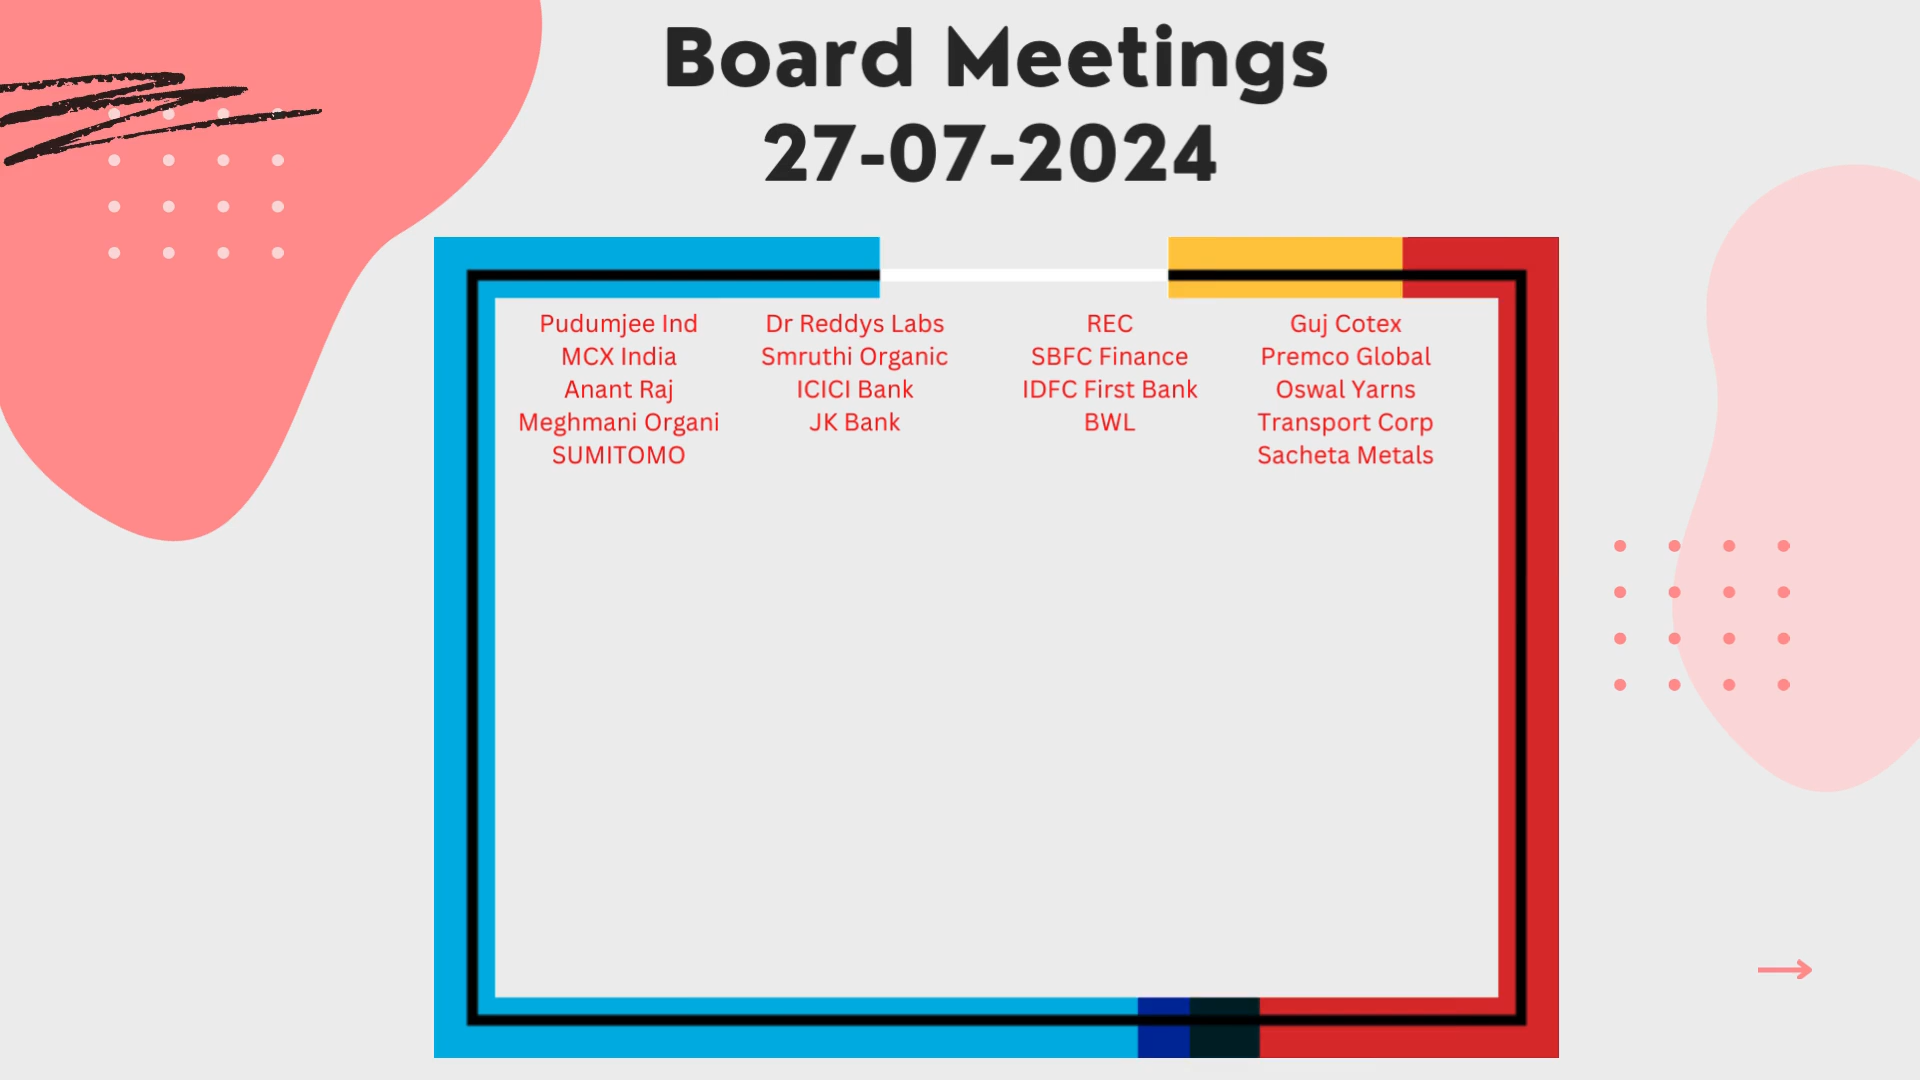 Board Meetings
27-07-2024
Pudumjee Ind
MCX India
Anant Raj
Meghmani Organi
SUMITOMO
Dr Reddys Labs
Smruthi Organic
ICICI Bank
JK Bank
REC
SBFC Finance
IDFC First Bank
BWL
Guj Cotex
Premco Global
Oswal Yarns
Transport Corp
Sacheta Metals